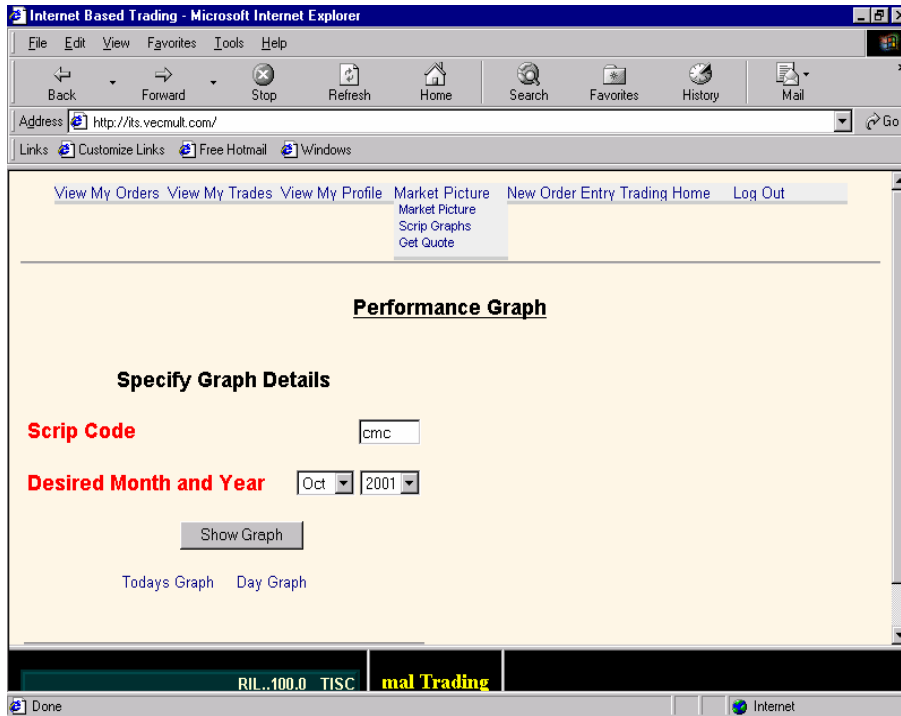 Internet Based Trading - Microsoft Internet Explorer
File Edit View Favorites Tools Help
Back Forward Stop Refresh Home Search Favorites History Mail
Address http://its.vecmult.com/ Go
Links Customize Links Free Hotmail Windows
View My Orders View My Trades View My Profile Market Picture New Order Entry Trading Home Log Out
Market Picture
Scrip Graphs
Get Quote
Performance Graph
Specify Graph Details
Scrip Code cmc
Desired Month and Year Oct 2001
Show Graph
Todays Graph Day Graph
RIL..100.0 TISC mal Trading
Done Internet